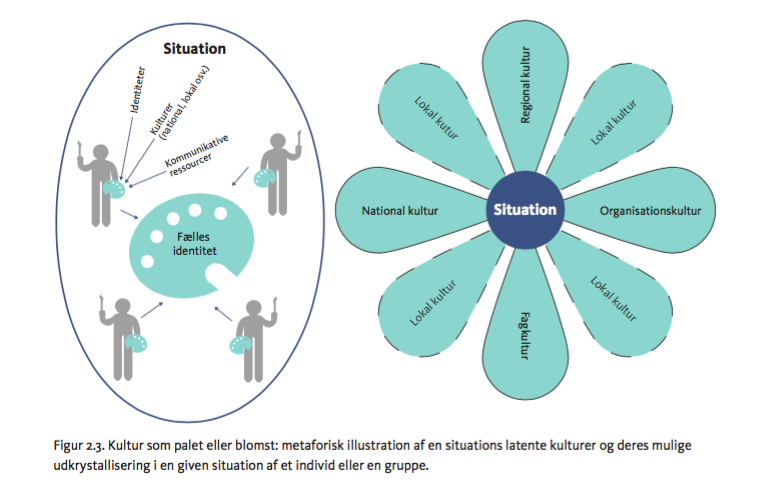 Situation
Identiteter
Kulturer
(national, lokal osv.)
Kommunikative
ressourcer
Fælles
identitet
Regional kultur
Lokal kutur
Lokal kultur
National kultur
Situation
Organisationskultur
Lokal kultur
Lokal kultur
Fagkultur
Figur 2.3. Kultur som palet eller blomst: metaforisk illustration af en situations latente kulturer og deres mulige
udkrystallisering i en given situation af et individ eller en gruppe.